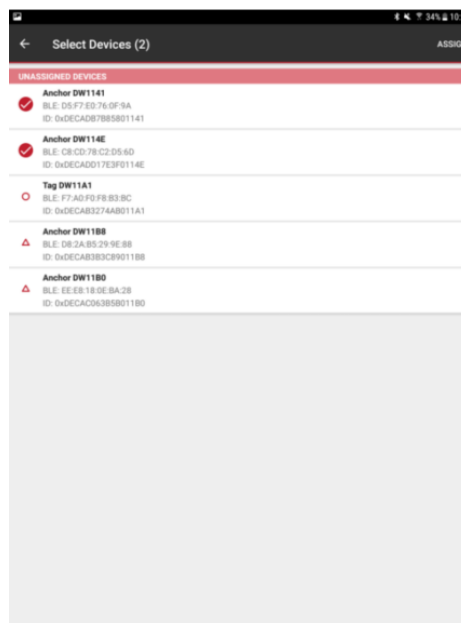 34% 10:
Select Devices (2)
ASSIG
UNASSIGNED DEVICES
Anchor DW1141
BLE: D5:F7:E0:76:0F:9A
ID: 0xDECADB7B85801141
Anchor DW114E
BLE: C8:CD:78:C2:D5:6D
ID: 0xDECADD17E3F0114E
Tag DW11A1
BLE: F7:A0:F0:F8:B3:BC
ID: 0xDECAB3274AB011A1
Anchor DW11B8
BLE: D8:2A:B5:29:9E:88
ID: 0xDECAB3B3C89011B8
Anchor DW11B0
BLE: EE:E8:18:0E:BA:28
ID: 0xDECAC063B5B011B0